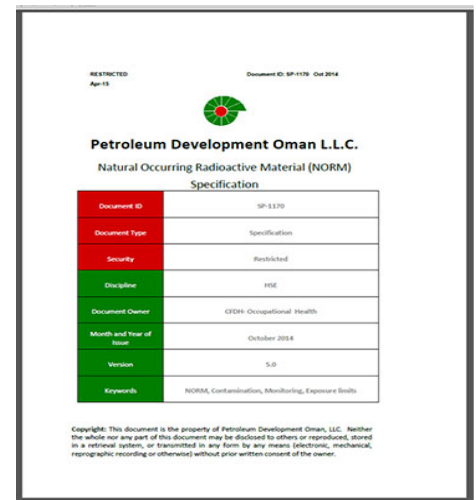 RESTRICTED Document ID: SP-1170 Oct 2014
Apr-15
Petroleum Development Oman L.L.C.
Natural Occurring Radioactive Material (NORM)
Specification
Document ID SP-1170
Document Type Specification
Security Restricted
Discipline HSE
Document Owner CFDH- Occupational Health
Month and Year of
Issue October 2014
Version 5.0
Keywords NORM, Contamination, Monitoring, Exposure limits
Copyright: This document is the property of Petroleum Development Oman, LLC. Neither
the whole nor any part of this document may be disclosed to others or reproduced, stored
in a retrieval system, or transmitted in any form by any means (electronic, mechanical,
reprographic recording or otherwise) without prior written consent of the owner.